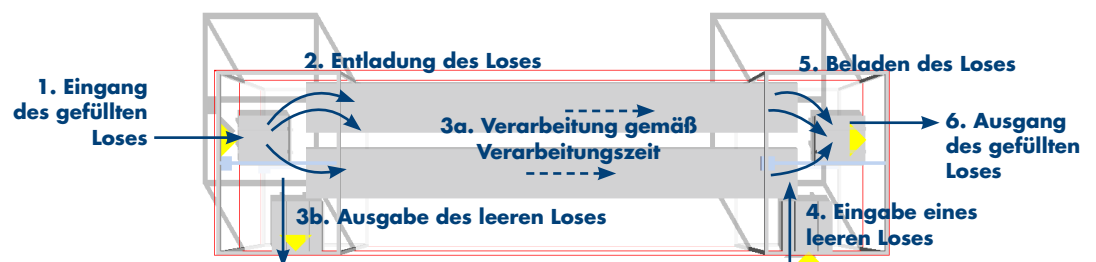 1. Eingang
des gefüllten
Loses
2. Entladung des Loses
3a. Verarbeitung gemäß
Verarbeitungszeit
3b. Ausgabe des leeren Loses
4. Eingabe eines
leeren Loses
5. Beladen des Loses
6. Ausgang
des gefüllten
Loses